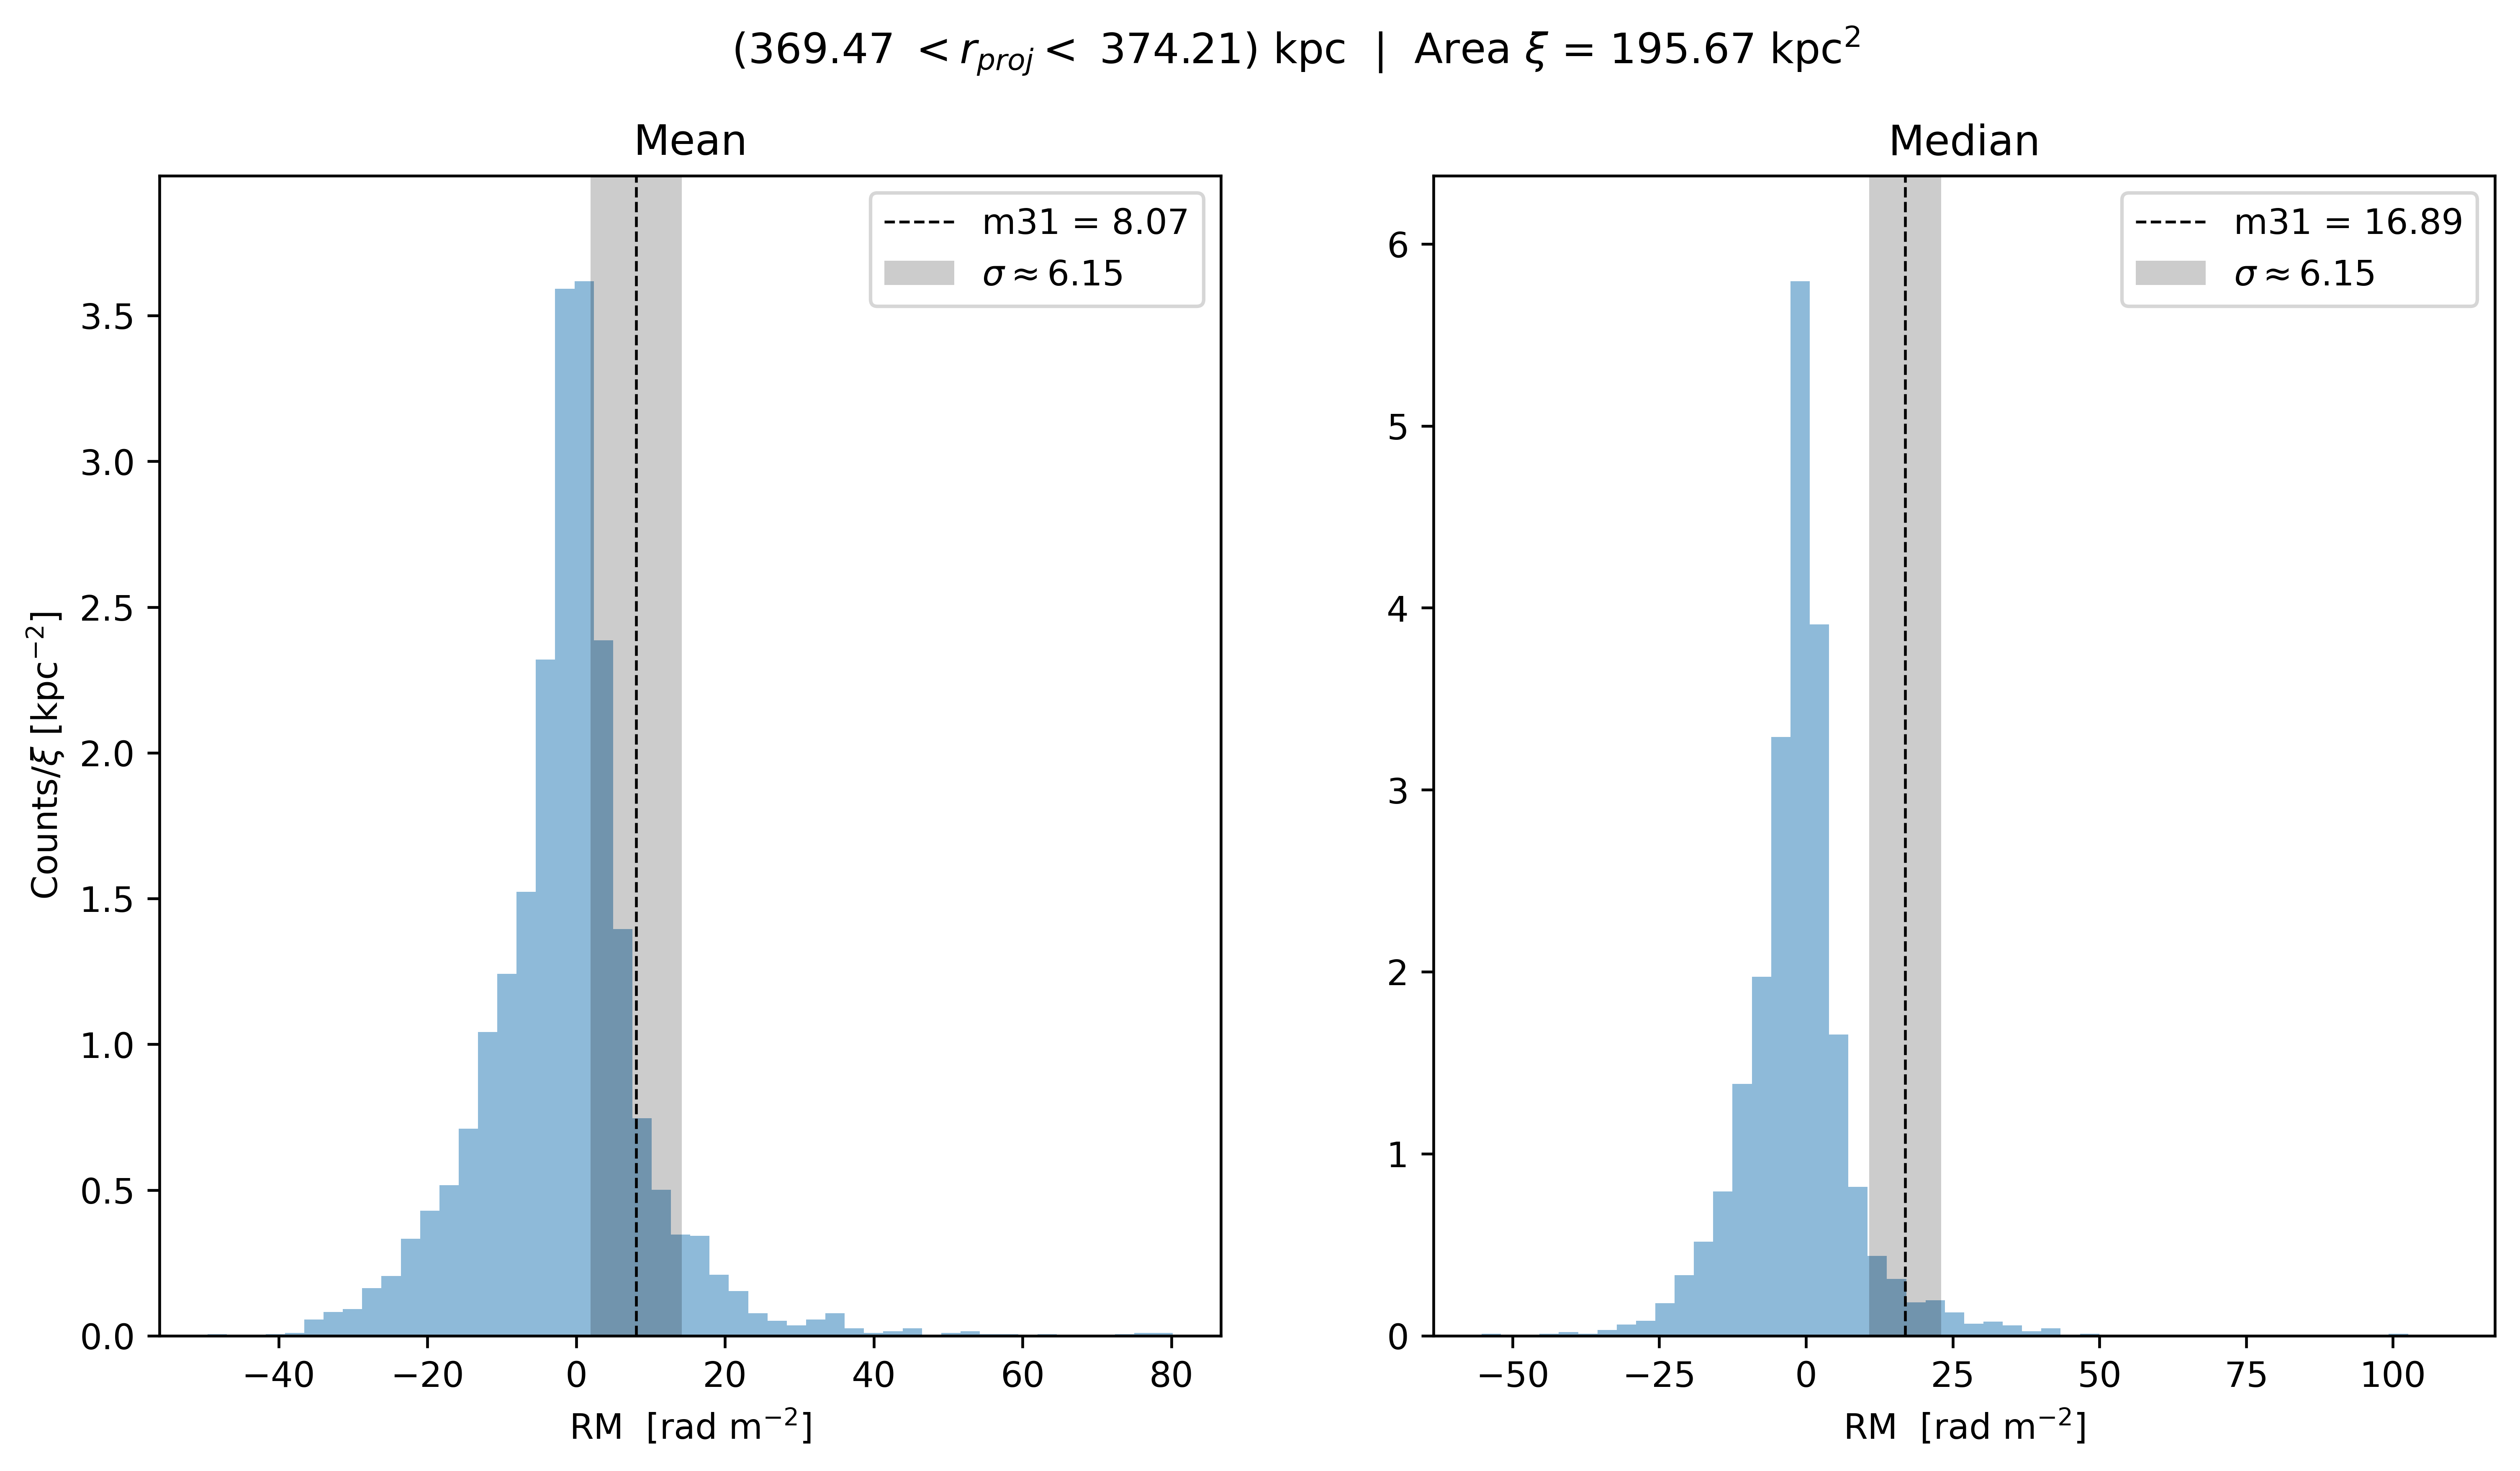 (369.47 < r_proj < 374.21) kpc | Area ξ = 195.67 kpc²
Mean
m31 = 8.07
σ ≈ 6.15
Counts/ξ [kpc⁻²]
3.5
3.0
2.5
2.0
1.5
1.0
0.5
0.0
−40 −20 0 20 40 60 80
RM [rad m⁻²]
Median
m31 = 16.89
σ ≈ 6.15
6
5
4
3
2
1
0
−50 −25 0 25 50 75 100
RM [rad m⁻²]